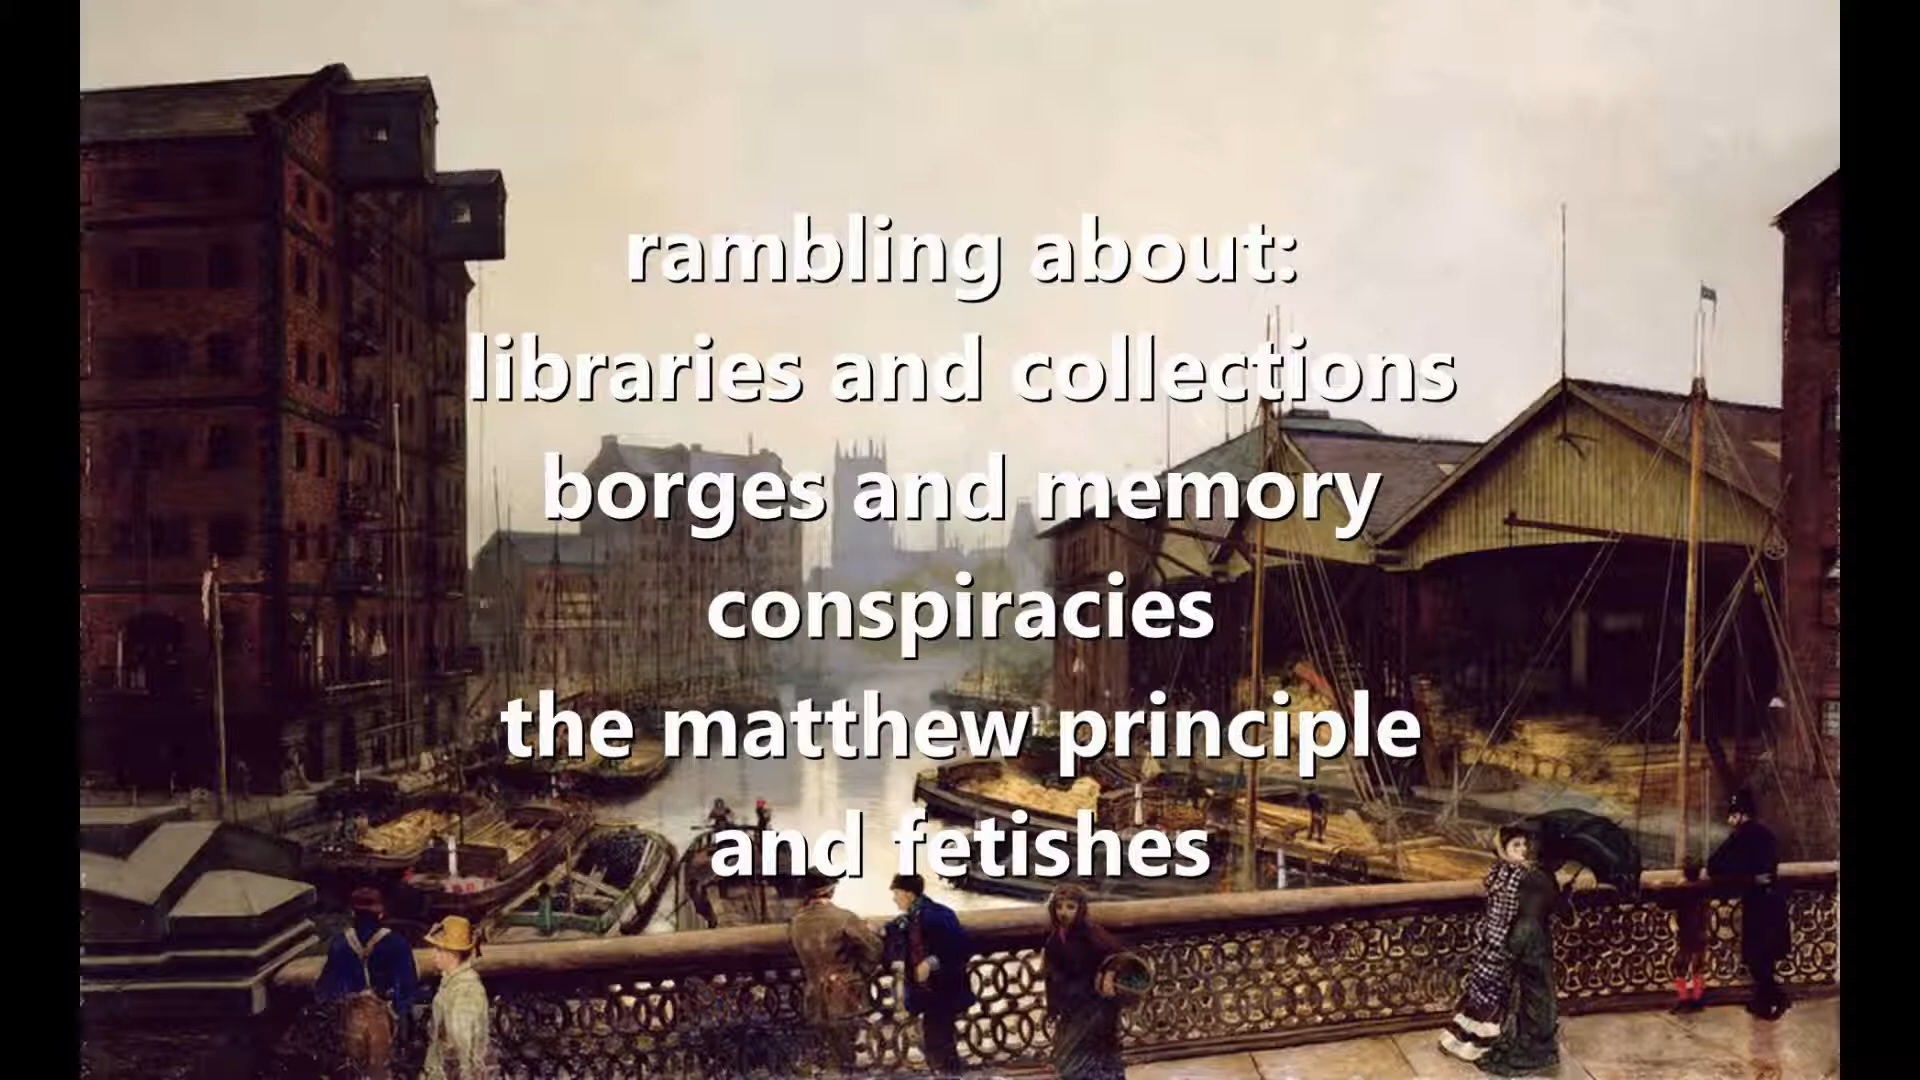 rambling about:
libraries and collections
borges and memory
conspiracies
the matthew principle
and fetishes